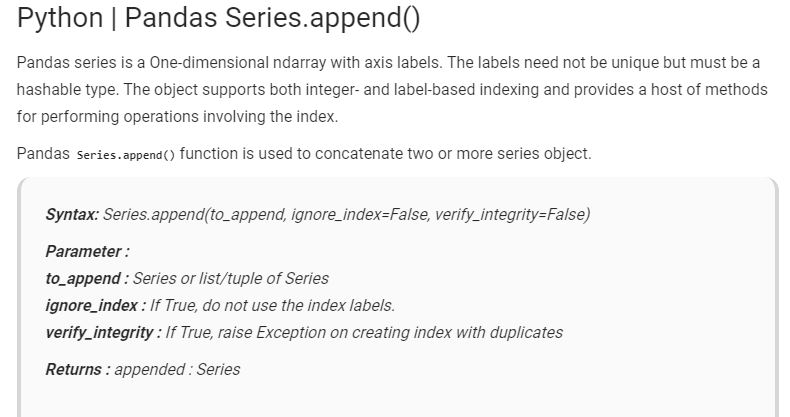 Python | Pandas Series.append()
Pandas series is a One-dimensional ndarray with axis labels. The labels need not be unique but must be a
hashable type. The object supports both integer- and label-based indexing and provides a host of methods
for performing operations involving the index.
Pandas Series.append() function is used to concatenate two or more series object.
Syntax: Series.append(to_append, ignore_index=False, verify_integrity=False)
Parameter :
to_append : Series or list/tuple of Series
ignore_index : If True, do not use the index labels.
verify_integrity : If True, raise Exception on creating index with duplicates
Returns : appended : Series